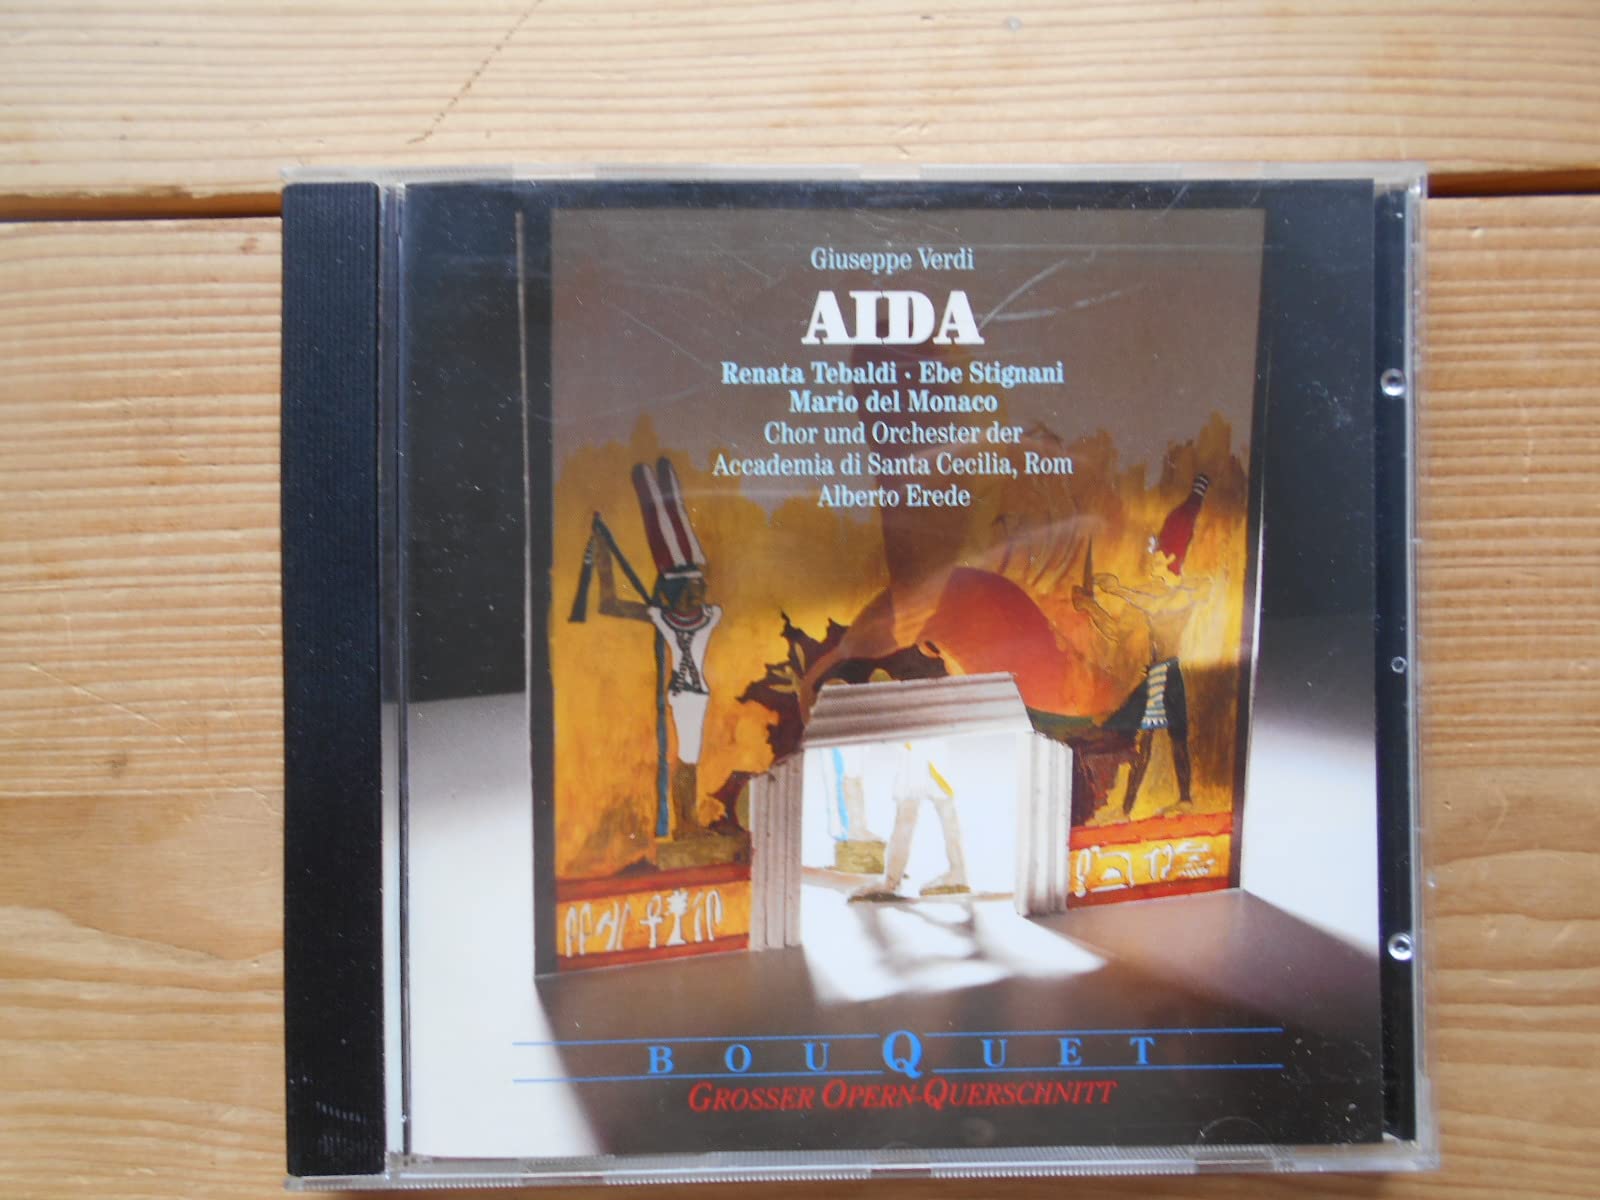 Giuseppe Verdi
AIDA
Renata Tebaldi · Ebe Stignani
Mario del Monaco
Chor und Orchester der
Accademia di Santa Cecilia, Rom
Alberto Erede
BOUQUET
GROSSER OPERN-QUERSCHNITT